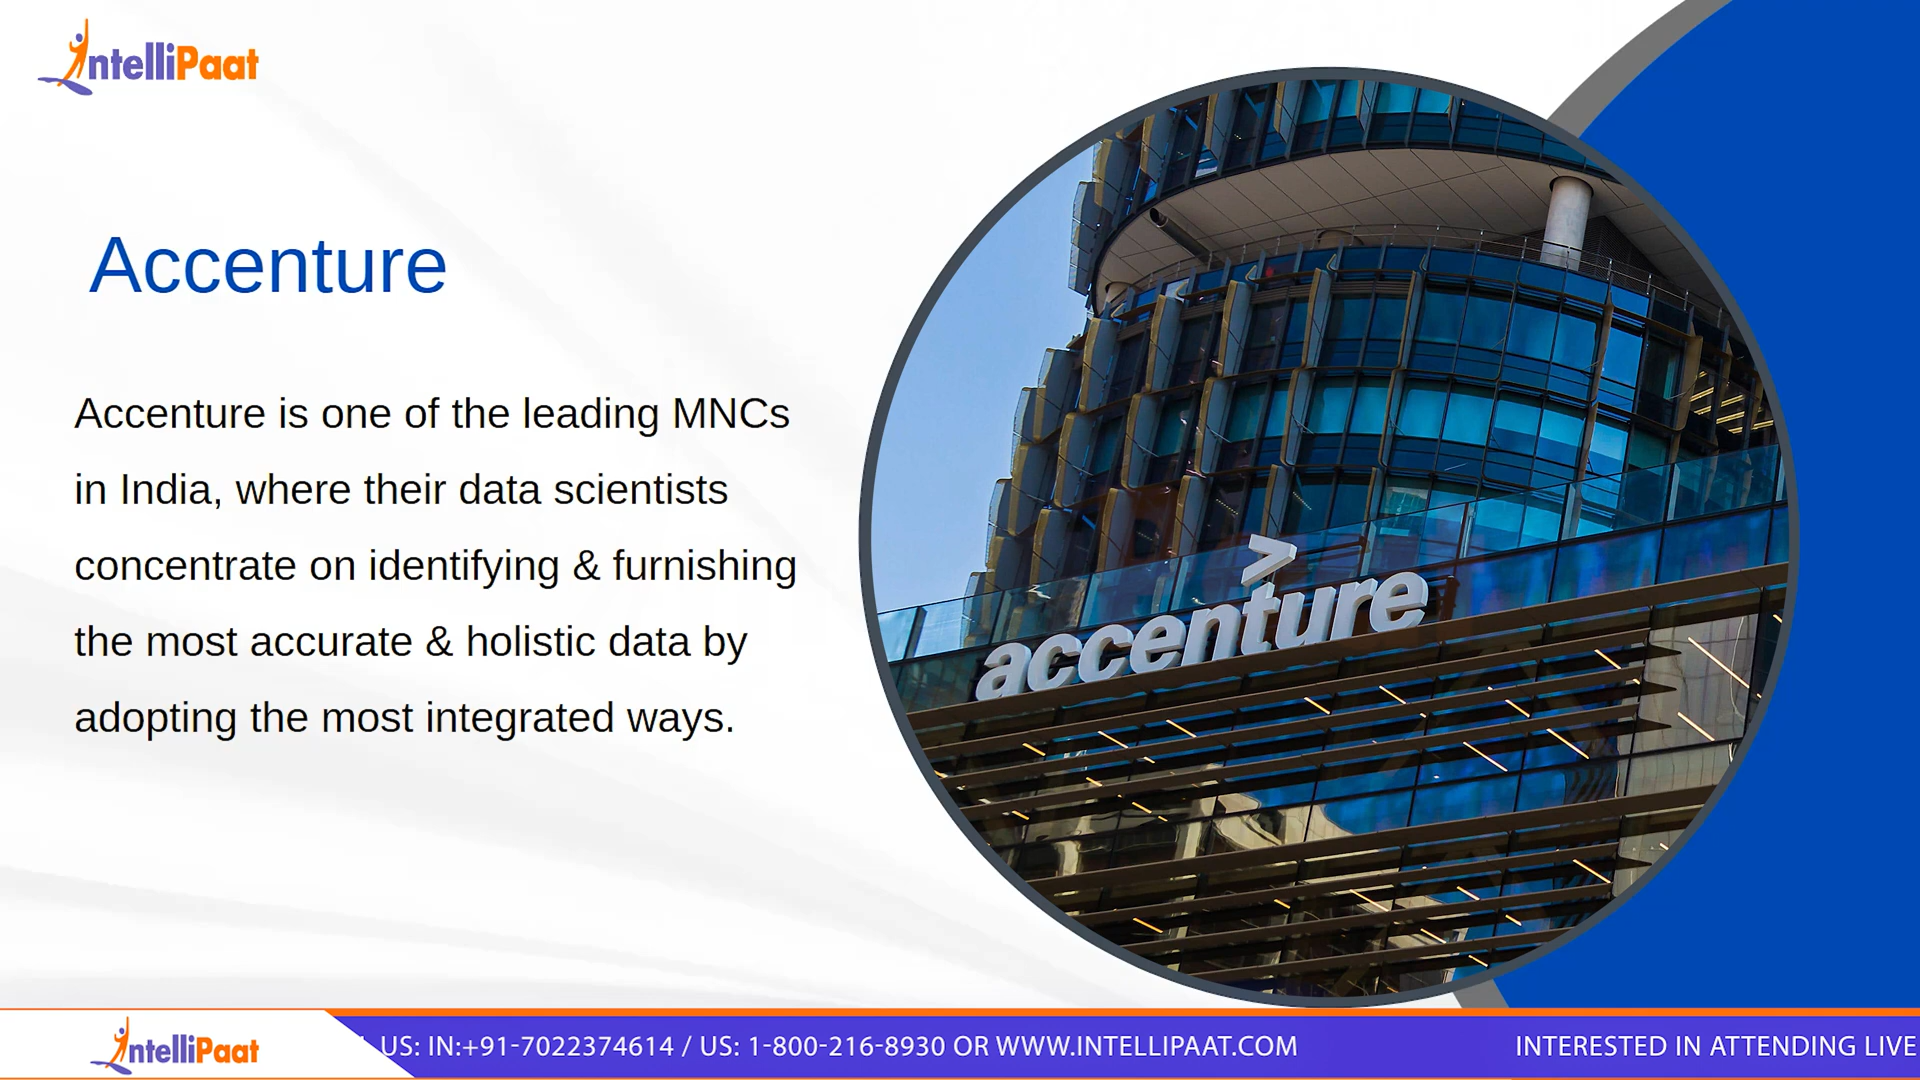 IntelliPaat
Accenture
Accenture is one of the leading MNCs
in India, where their data scientists
concentrate on identifying & furnishing
the most accurate & holistic data by
adopting the most integrated ways.
>
accenture
IntelliPaat
US: IN:+91-7022374614 / US: 1-800-216-8930 OR WWW.INTELLIPAAT.COM
INTERESTED IN ATTENDING LIVE